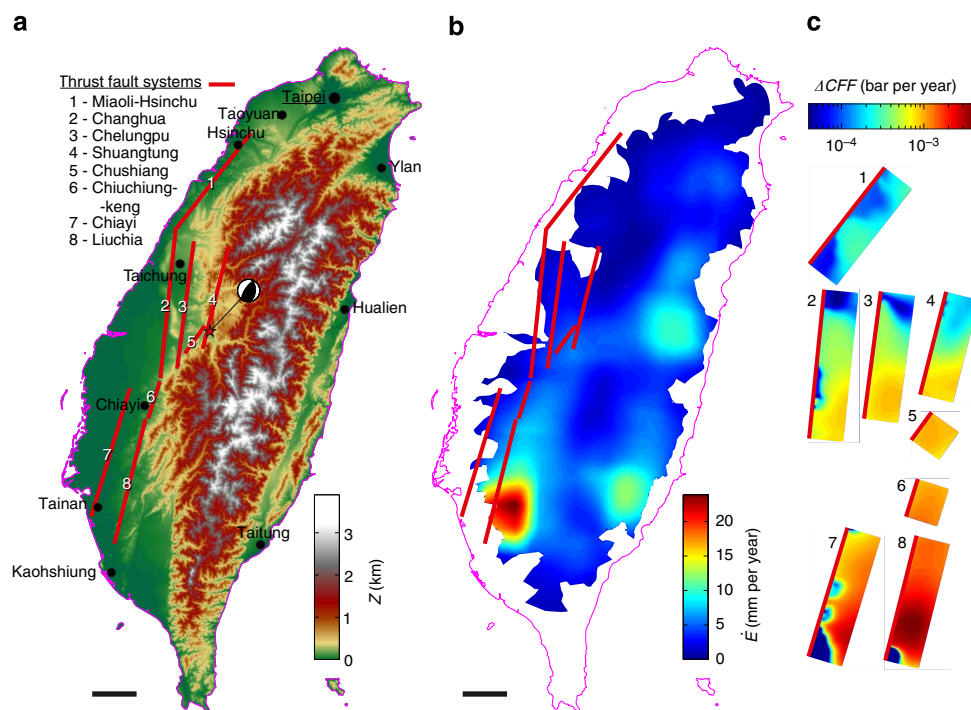 a
Thrust fault systems
1 - Miaoli-Hsinchu
2 - Changhua
3 - Chelungpu
4 - Shuangtung
5 - Chushiang
6 - Chiuchiung-
-keng
7 - Chiayi
8 - Liuchia
Taipei
Taoyuan
Hsinchu
Ylan
1
Taichung
2
3
4
5
Hualien
Chiayi
6
7
8
Tainan
Taitung
Kaohsiung
3
2
1
0
Z (km)
b
20
15
10
5
0
Ė (mm per year)
c
ΔCFF (bar per year)
10⁻⁴
10⁻³
1
2
3
4
5
6
7
8